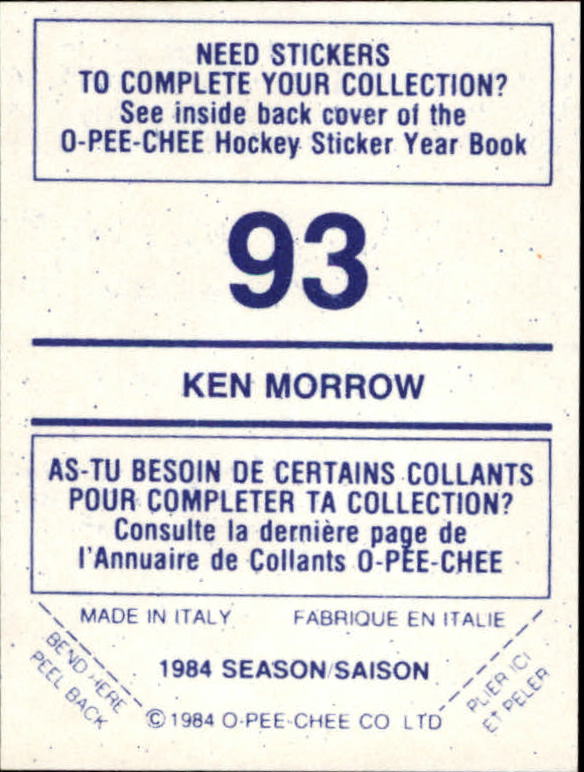 NEED STICKERS
TO COMPLETE YOUR COLLECTION?
See inside back cover of the
O-PEE-CHEE Hockey Sticker Year Book
93
KEN MORROW
AS-TU BESOIN DE CERTAINS COLLANTS
POUR COMPLETER TA COLLECTION?
Consulte la dernière page de
l'Annuaire de Collants O-PEE-CHEE
MADE IN ITALY FABRIQUE EN ITALIE
BEND HERE
PEEL BACK
1984 SEASON/SAISON
PLIER ICI
ET PELER
© 1984 O-PEE-CHEE CO LTD